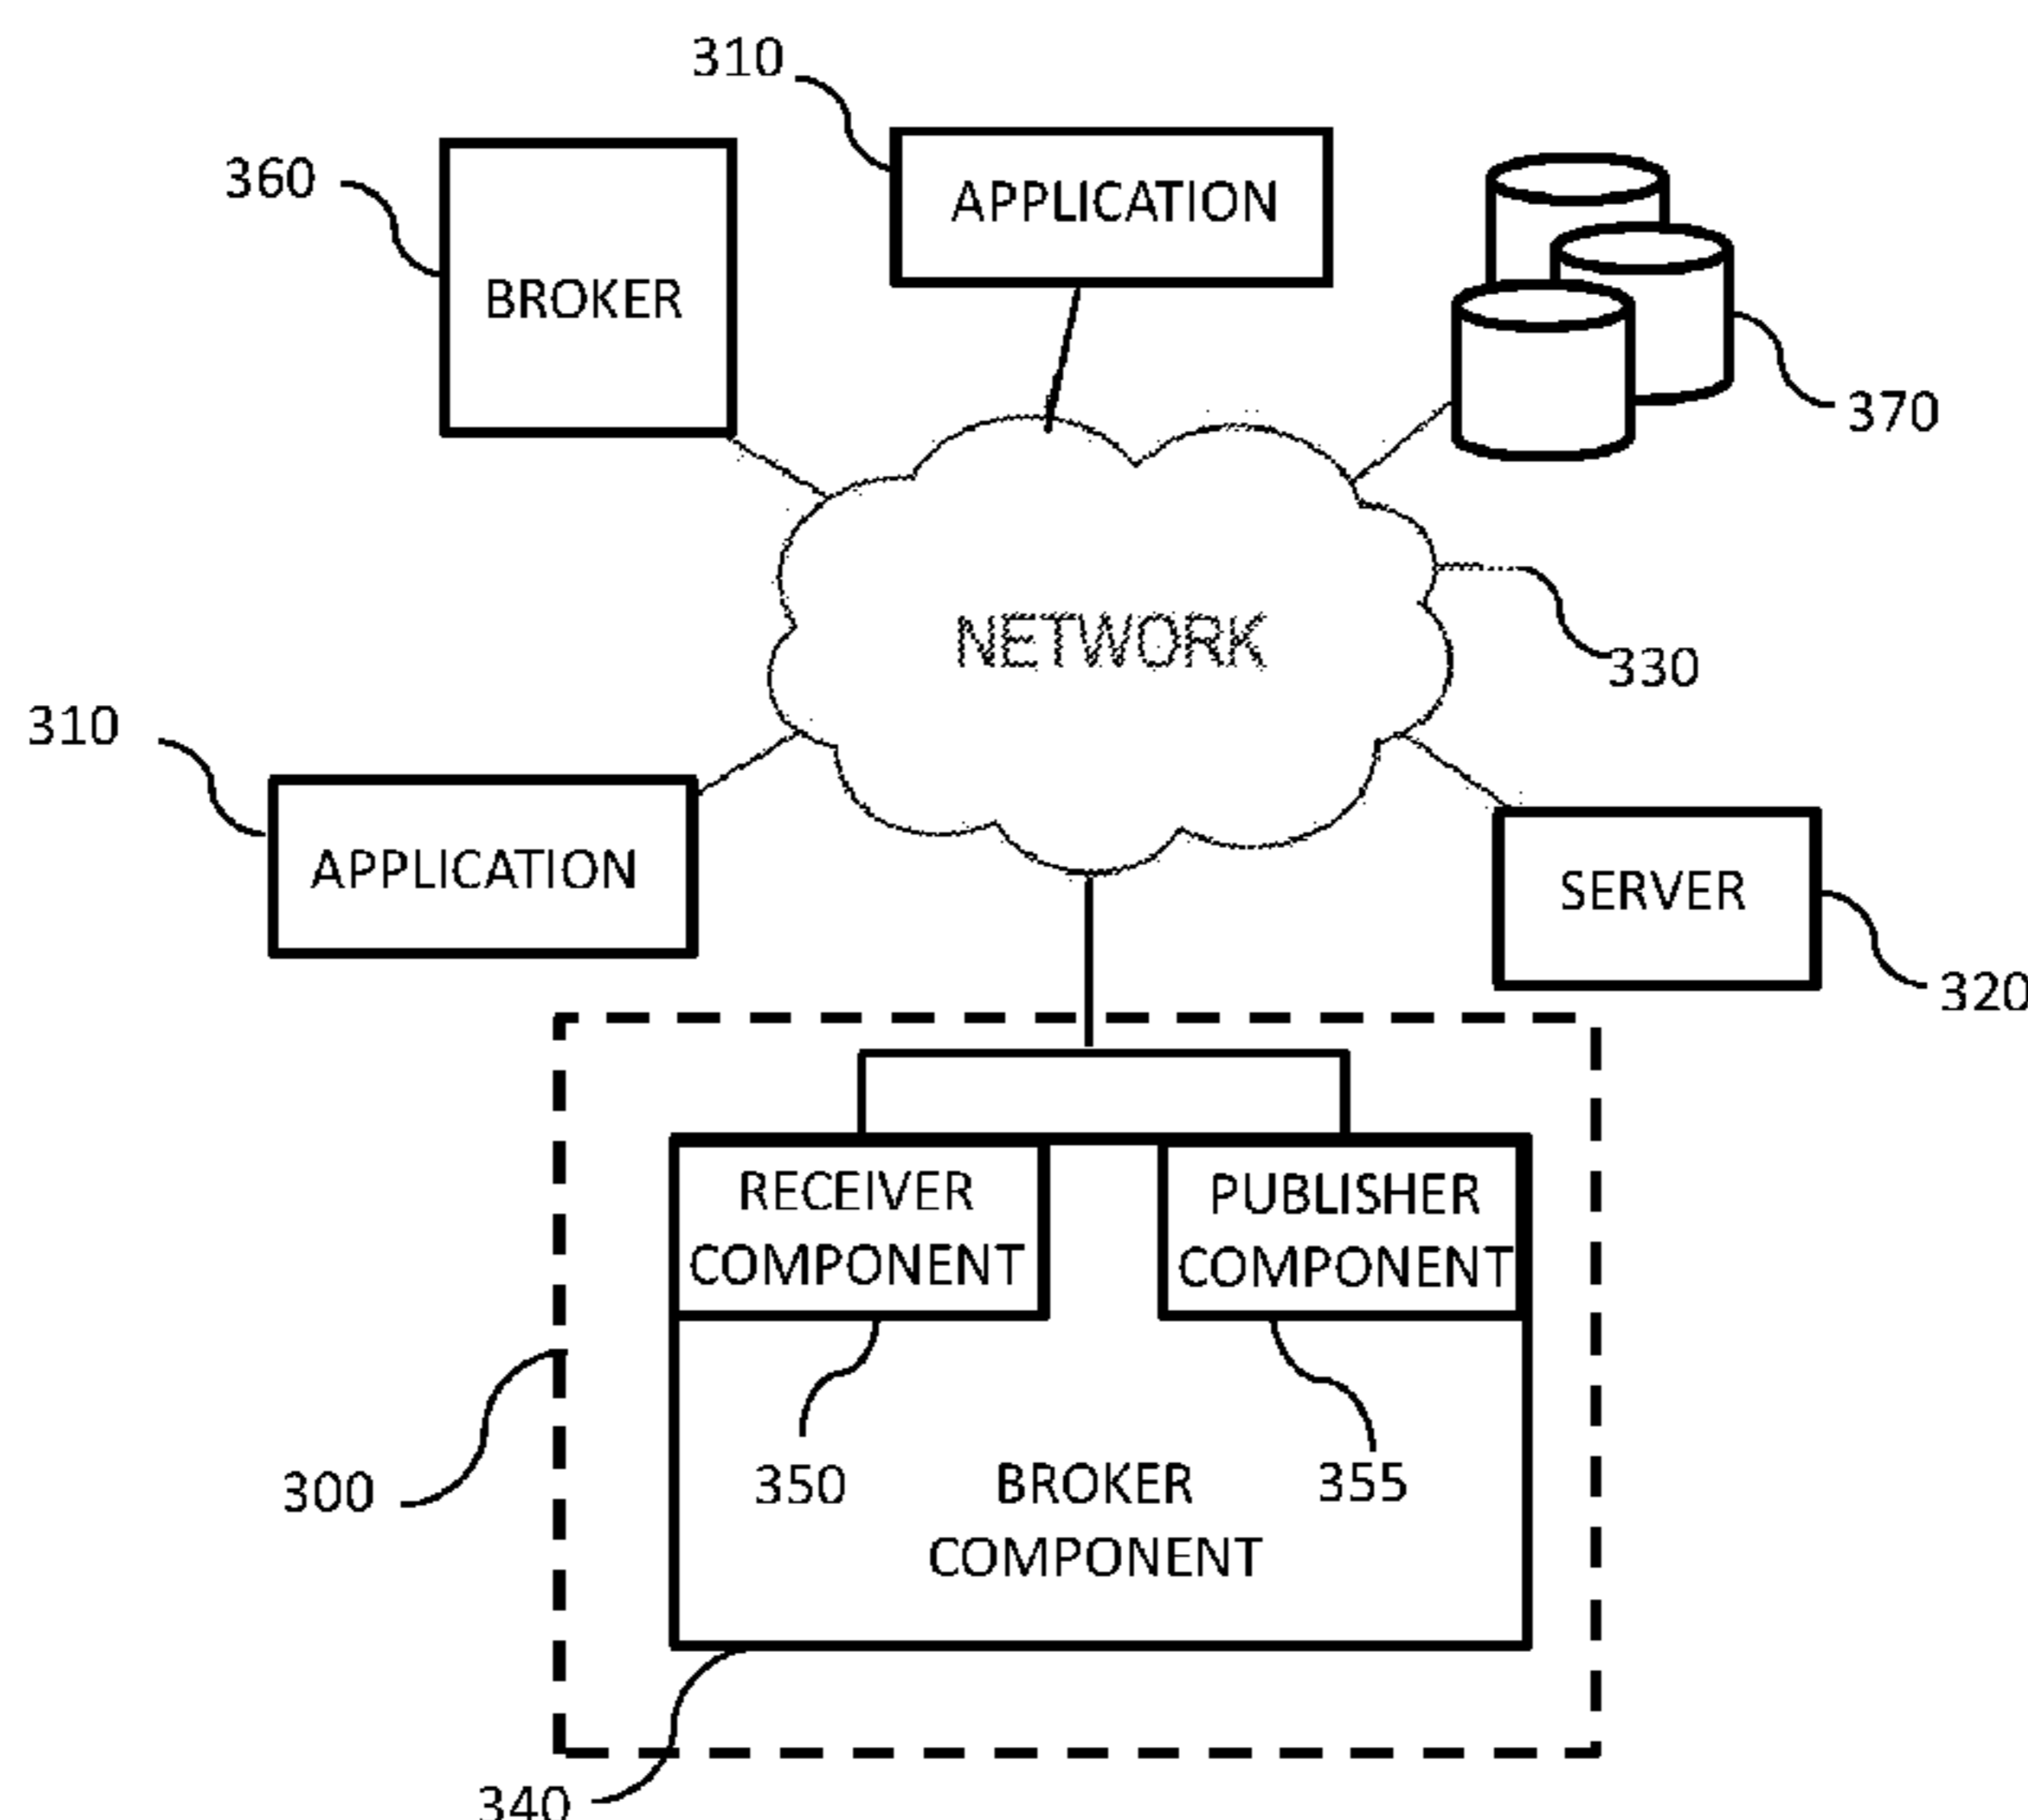 310
360
APPLICATION
BROKER
370
NETWORK
330
310
APPLICATION
SERVER
320
RECEIVER
COMPONENT
PUBLISHER
COMPONENT
300
350
BROKER
COMPONENT
355
340